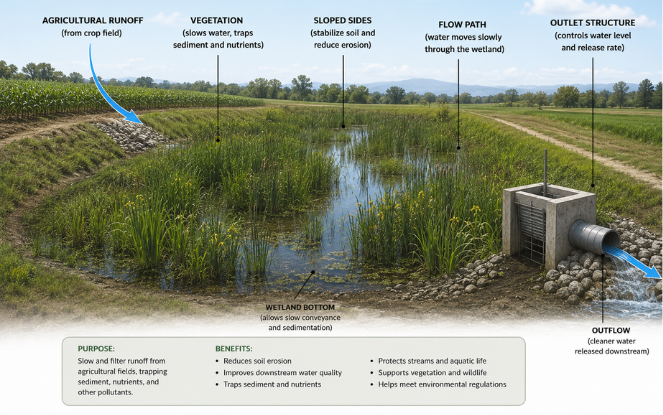 AGRICULTURAL RUNOFF
(from crop field)
VEGETATION
(slows water, traps
sediment and nutrients)
SLOPED SIDES
(stabilize soil and
reduce erosion)
FLOW PATH
(water moves slowly
through the wetland)
OUTLET STRUCTURE
(controls water level
and release rate)
WETLAND BOTTOM
(allows slow conveyance
and sedimentation)
OUTFLOW
(cleaner water
released downstream)
PURPOSE:
Slow and filter runoff from
agricultural fields, trapping
sediment, nutrients, and
other pollutants.
BENEFITS:
• Reduces soil erosion
• Improves downstream water quality
• Traps sediment and nutrients
• Protects streams and aquatic life
• Supports vegetation and wildlife
• Helps meet environmental regulations